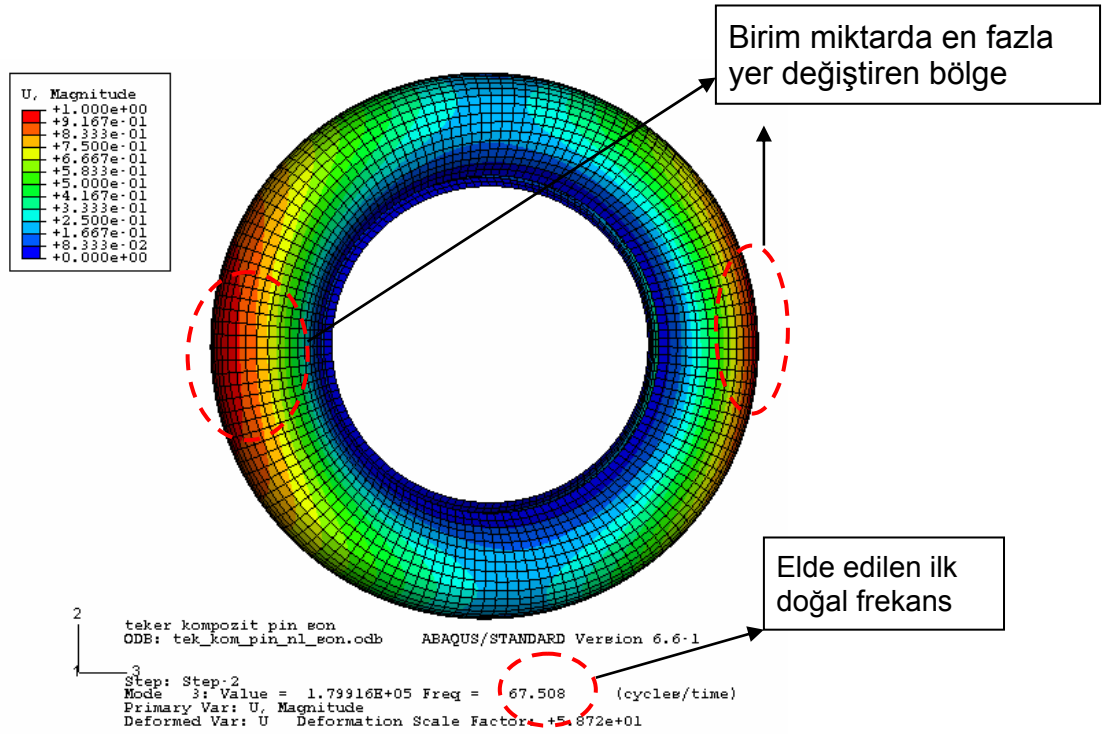 Birim miktarda en fazla
yer değiştiren bölge
U, Magnitude
+1.000e+00
+9.167e-01
+8.333e-01
+7.500e-01
+6.667e-01
+5.833e-01
+5.000e-01
+4.167e-01
+3.333e-01
+2.500e-01
+1.667e-01
+8.333e-02
+0.000e+00
Elde edilen ilk
doğal frekans
2
1
3
teker kompozit pin son
ODB: tek_kom_pin_nl_son.odb ABAQUS/STANDARD Version 6.6-1
Step: Step-2
Mode 3: Value = 1.79916E+05 Freq = 67.508 (cycles/time)
Primary Var: U, Magnitude
Deformed Var: U Deformation Scale Factor: +5.872e+01